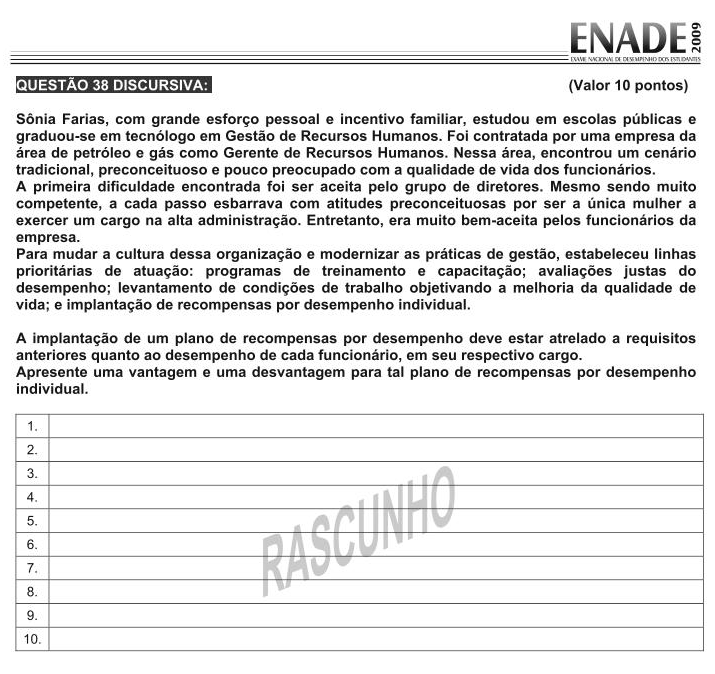 ENADE 2009
EXAME NACIONAL DE DESEMPENHO DOS ESTUDANTES
QUESTÃO 38 DISCURSIVA: (Valor 10 pontos)
Sônia Farias, com grande esforço pessoal e incentivo familiar, estudou em escolas públicas e
graduou-se em tecnólogo em Gestão de Recursos Humanos. Foi contratada por uma empresa da
área de petróleo e gás como Gerente de Recursos Humanos. Nessa área, encontrou um cenário
tradicional, preconceituoso e pouco preocupado com a qualidade de vida dos funcionários.
A primeira dificuldade encontrada foi ser aceita pelo grupo de diretores. Mesmo sendo muito
competente, a cada passo esbarrava com atitudes preconceituosas por ser a única mulher a
exercer um cargo na alta administração. Entretanto, era muito bem-aceita pelos funcionários da
empresa.
Para mudar a cultura dessa organização e modernizar as práticas de gestão, estabeleceu linhas
prioritárias de atuação: programas de treinamento e capacitação; avaliações justas do
desempenho; levantamento de condições de trabalho objetivando a melhoria da qualidade de
vida; e implantação de recompensas por desempenho individual.
A implantação de um plano de recompensas por desempenho deve estar atrelado a requisitos
anteriores quanto ao desempenho de cada funcionário, em seu respectivo cargo.
Apresente uma vantagem e uma desvantagem para tal plano de recompensas por desempenho
individual.
1.
2.
3.
4.
5.
6.
7.
8.
9.
10.
RASCUNHO